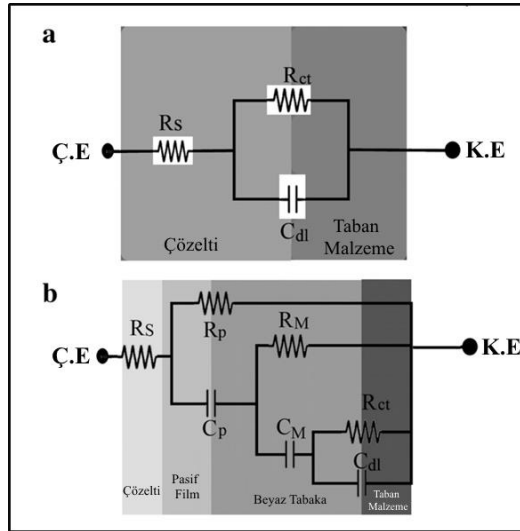 a
Rct
Rs
Ç.E
K.E
Cdl
Çözelti
Taban
Malzeme
b
RS
Rp
RM
Ç.E
K.E
Rct
Cp
CM
Cdl
Çözelti
Pasif
Film
Beyaz Tabaka
Taban
Malzeme